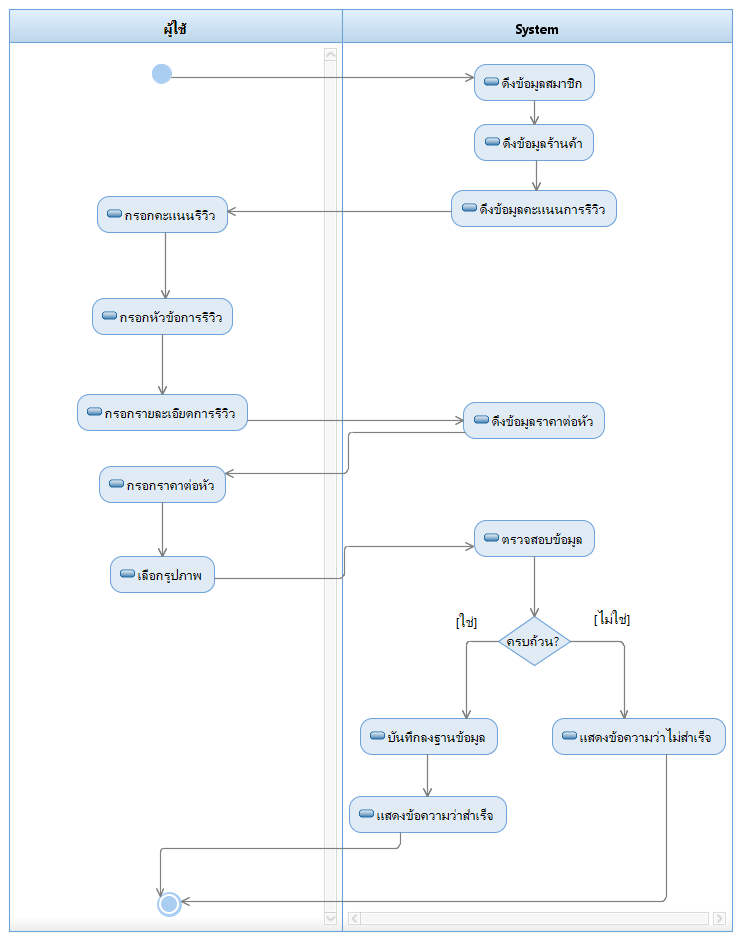 ผู้ใช้
System
ดึงข้อมูลสมาชิก
ดึงข้อมูลร้านค้า
ดึงข้อมูลคะแนนการรีวิว
กรอกคะแนนรีวิว
กรอกหัวข้อการรีวิว
กรอกรายละเอียดการรีวิว
ดึงข้อมูลราคาต่อหัว
กรอกราคาต่อหัว
ตรวจสอบข้อมูล
เลือกรูปภาพ
[ใช่]
[ไม่ใช่]
ครบถ้วน?
บันทึกลงฐานข้อมูล
แสดงข้อความว่าไม่สำเร็จ
แสดงข้อความว่าสำเร็จ